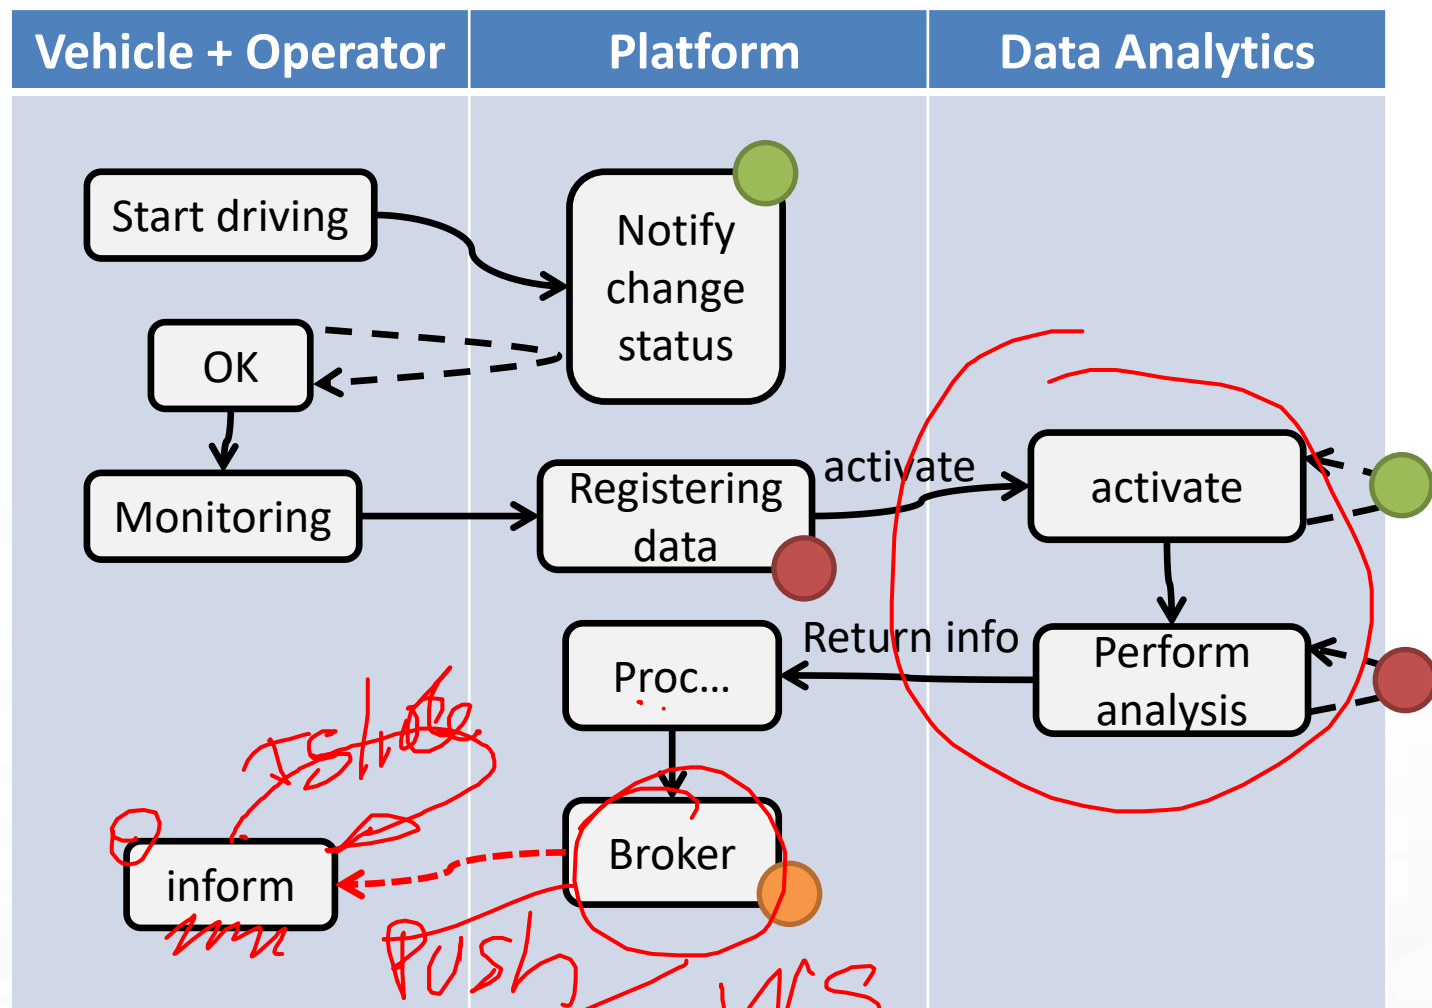 Vehicle + Operator
Platform
Data Analytics
Start driving
Notify
change
status
OK
Monitoring
Registering
data
activate
activate
Return info
Perform
analysis
Proc...
Broker
inform
Push